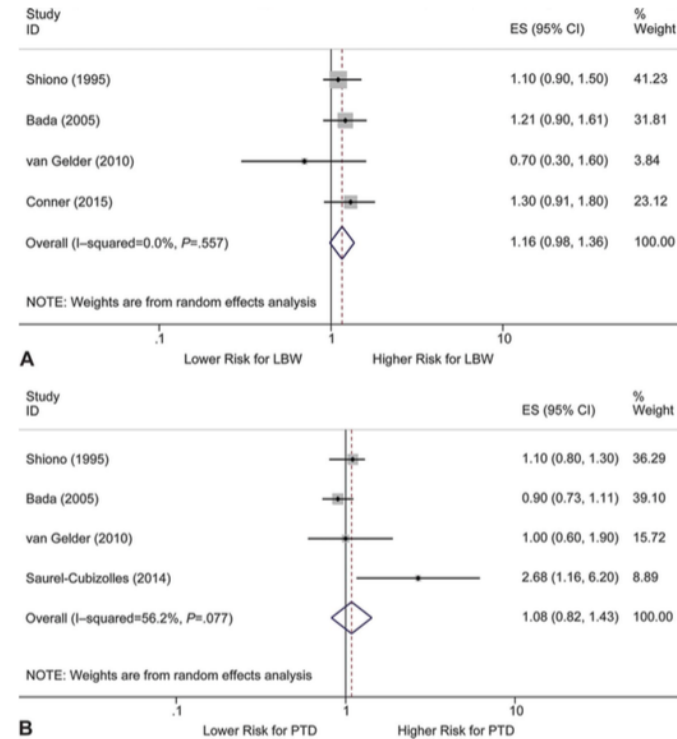 Study %
ID ES (95% CI) Weight
Shiono (1995) 1.10 (0.90, 1.50) 41.23
Bada (2005) 1.21 (0.90, 1.61) 31.81
van Gelder (2010) 0.70 (0.30, 1.60) 3.84
Conner (2015) 1.30 (0.91, 1.80) 23.12
Overall (I–squared=0.0%, P=.557) 1.16 (0.98, 1.36) 100.00
NOTE: Weights are from random effects analysis
.1 1 10
A Lower Risk for LBW Higher Risk for LBW
Study %
ID ES (95% CI) Weight
Shiono (1995) 1.10 (0.80, 1.30) 36.29
Bada (2005) 0.90 (0.73, 1.11) 39.10
van Gelder (2010) 1.00 (0.60, 1.90) 15.72
Saurel-Cubizolles (2014) 2.68 (1.16, 6.20) 8.89
Overall (I–squared=56.2%, P=.077) 1.08 (0.82, 1.43) 100.00
NOTE: Weights are from random effects analysis
.1 1 10
B Lower Risk for PTD Higher Risk for PTD